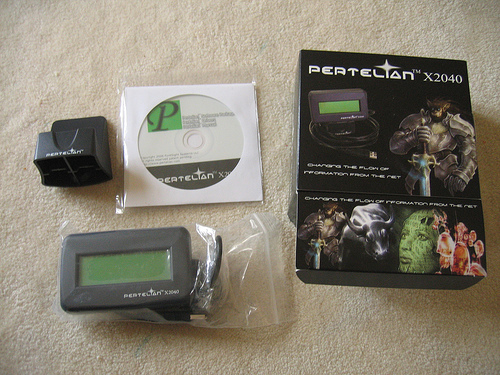 PERTELIAN™ X2040
CHANGING THE FLOW OF
INFORMATION FROM THE NET
CHANGING THE FLOW OF INFORMATION FROM THE NET
PERTELIAN
P
PERTELIAN X20
PERTELIAN X2040